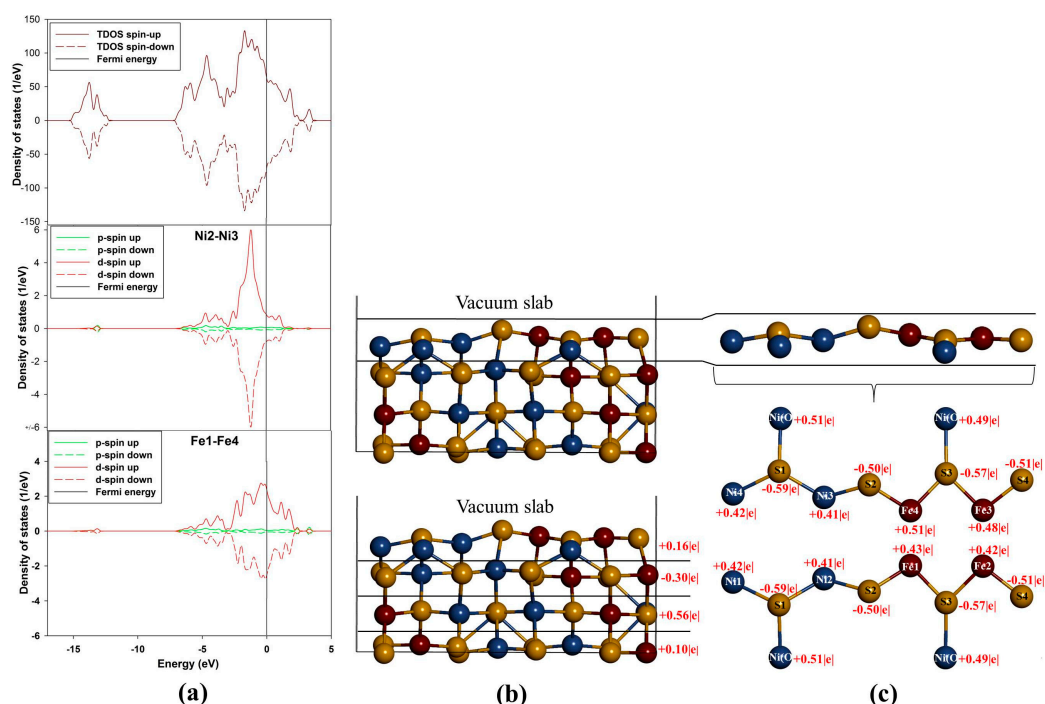 150
100
50
0
-50
-100
150
Density of states (1/eV)
TDOS spin-up
TDOS spin-down
Fermi energy
6
4
2
0
-2
-4
Density of states (1/eV)
p-spin up
p-spin down
d-spin up
d-spin down
Fermi energy
Ni2-Ni3
4
2
0
-2
-4
-6
Density of states (1/eV)
p-spin up
p-spin down
d-spin up
d-spin down
Fermi energy
Fe1-Fe4
-15 -10 -5 0 5
Energy (eV)
(a)
Vacuum slab
Vacuum slab
+0.16|e|
-0.30|e|
+0.56|e|
+0.10|e|
(b)
Ni(O +0.51|e| Ni(O +0.49|e|
S1 -0.50|e| S3 -0.57|e| -0.51|e|
-0.59|e| S2 S4
Ni4 Ni3 Fe4 Fe3
+0.42|e| +0.41|e| +0.51|e| +0.48|e|
+0.42|e| +0.41|e| +0.43|e| +0.42|e|
Ni1 Ni2 Fe1 Fe2
-0.59|e| S2 -0.51|e| S4
S1 -0.50|e| S3 -0.57|e|
Ni(O +0.51|e| Ni(O +0.49|e|
(c)